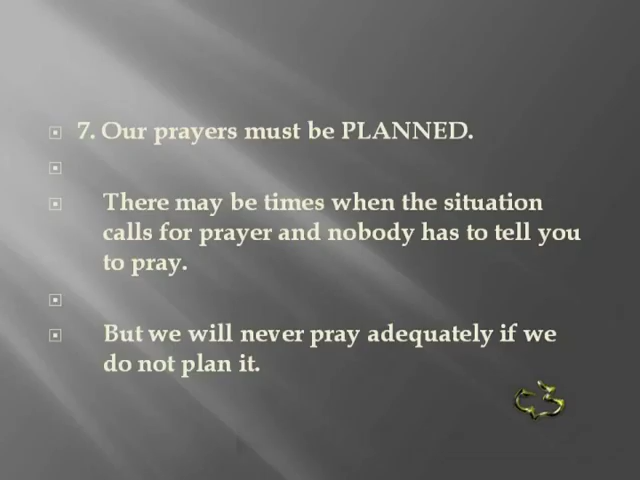 7. Our prayers must be PLANNED.
There may be times when the situation
calls for prayer and nobody has to tell you
to pray.
But we will never pray adequately if we
do not plan it.